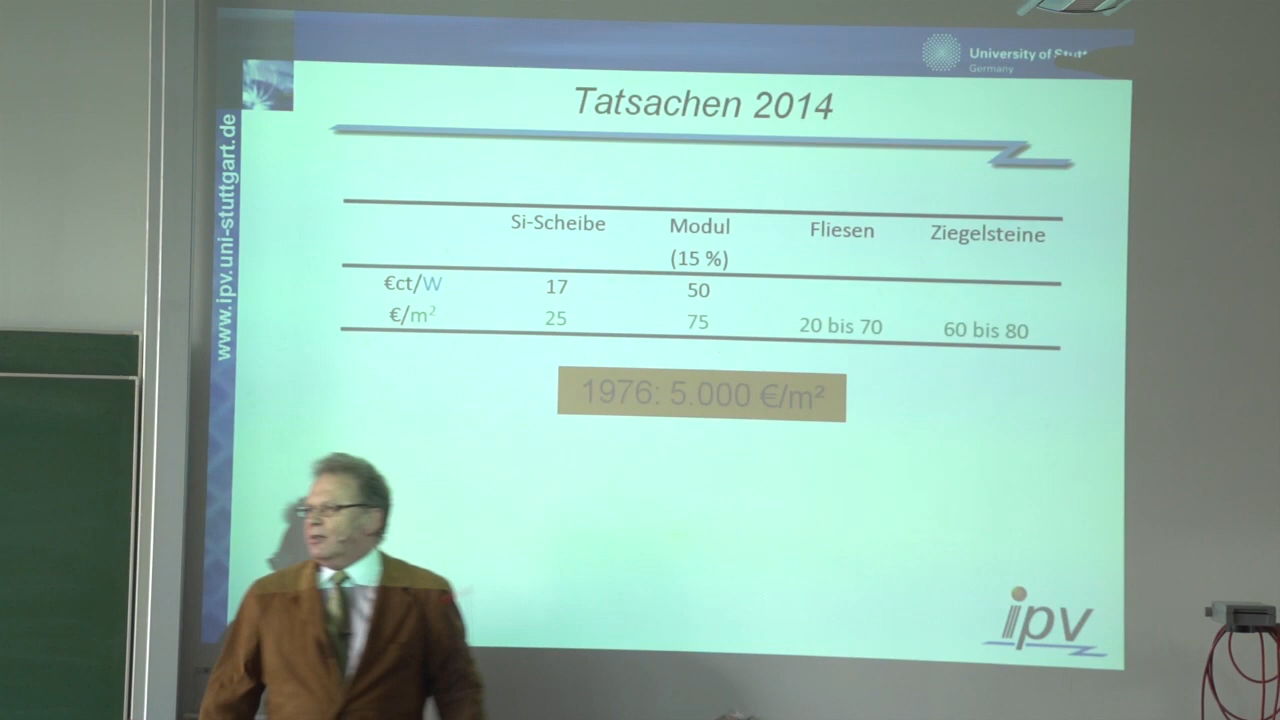 University of
Germany
www.ipv.uni-stuttgart.de
Tatsachen 2014
Si-Scheibe Modul Fliesen Ziegelsteine
(15 %)
€ct/W 17 50
€/m² 25 75 20 bis 70 60 bis 80
1976: 5.000 €/m²
ipv